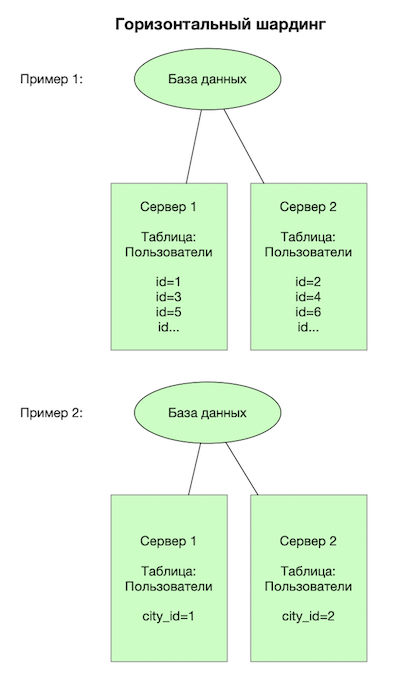 Горизонтальный шардинг
Пример 1:
База данных
Сервер 1
Таблица:
Пользователи
id=1
id=3
id=5
id...
Сервер 2
Таблица:
Пользователи
id=2
id=4
id=6
id...
Пример 2:
База данных
Сервер 1
Таблица:
Пользователи
city_id=1
Сервер 2
Таблица:
Пользователи
city_id=2